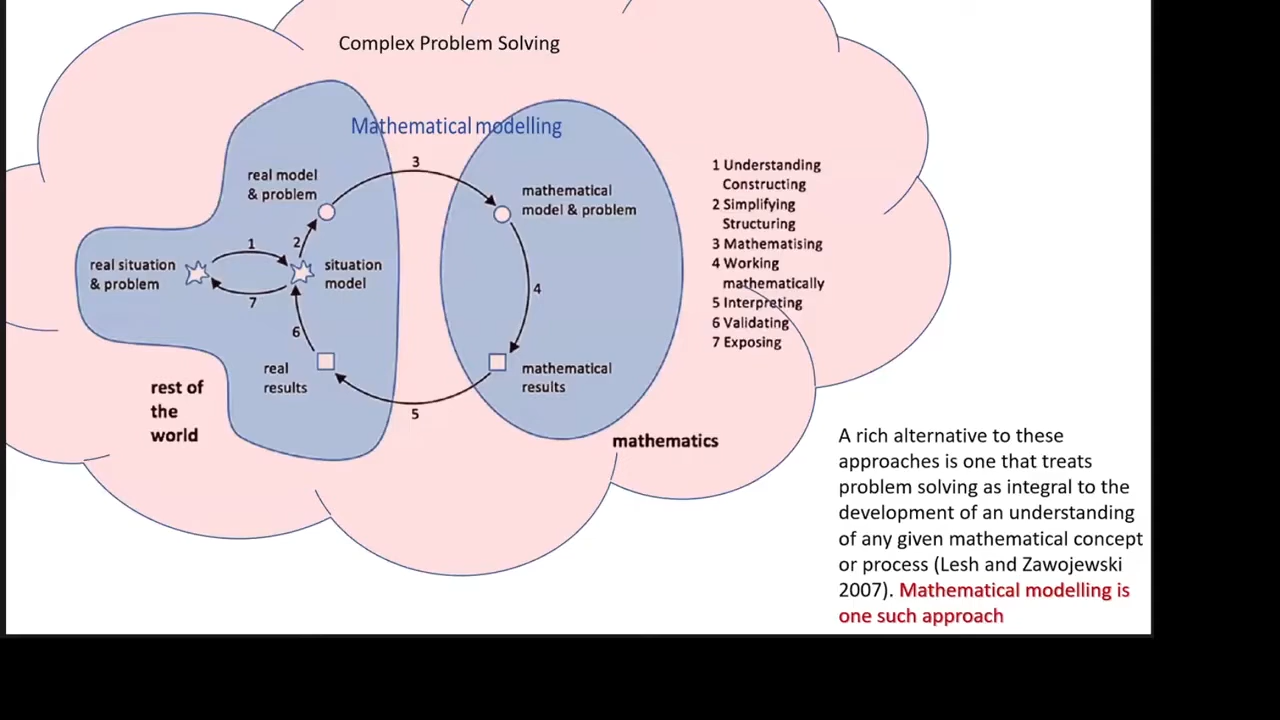 Complex Problem Solving
Mathematical modelling
real model
& problem
3
mathematical
model & problem
1
2
real situation
& problem
situation
model
7
4
6
real
results
mathematical
results
5
rest of
the
world
mathematics
1 Understanding
Constructing
2 Simplifying
Structuring
3 Mathematising
4 Working
mathematically
5 Interpreting
6 Validating
7 Exposing
A rich alternative to these
approaches is one that treats
problem solving as integral to the
development of an understanding
of any given mathematical concept
or process (Lesh and Zawojewski
2007). Mathematical modelling is
one such approach